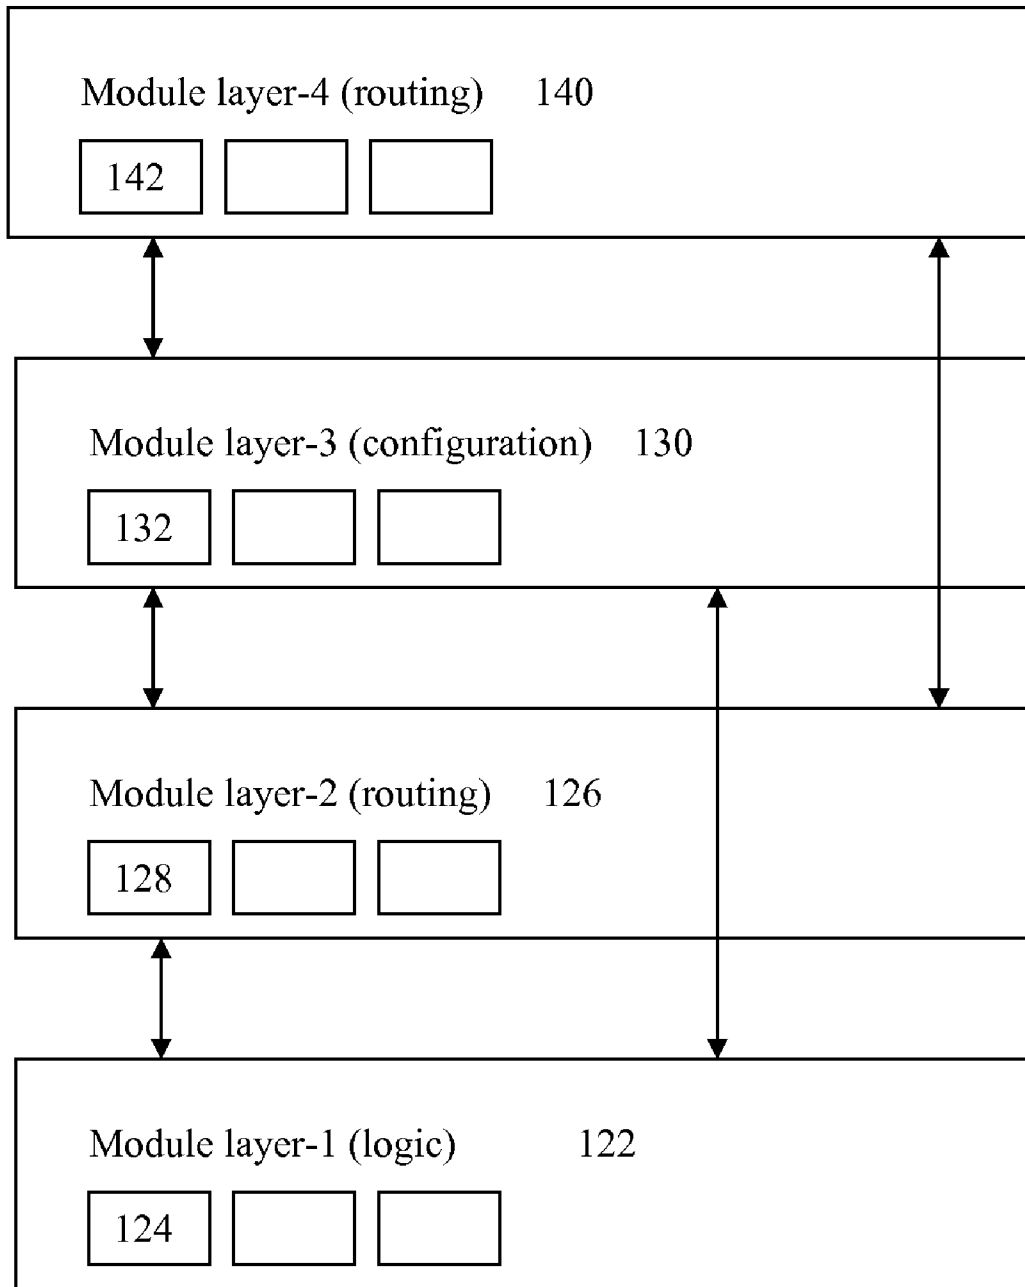 Module layer-4 (routing) 140
142
Module layer-3 (configuration) 130
132
Module layer-2 (routing) 126
128
Module layer-1 (logic) 122
124